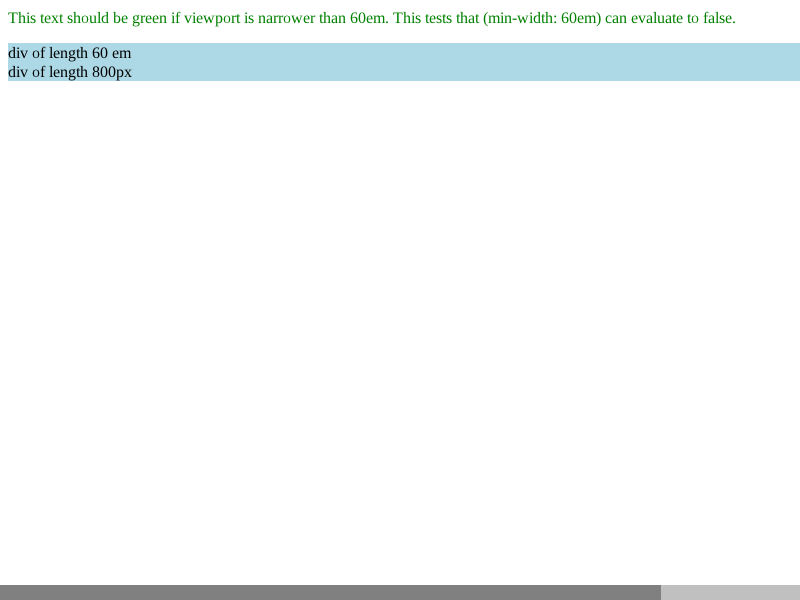 This text should be green if viewport is narrower than 60em. This tests that (min-width: 60em) can evaluate to false.
div of length 60 em
div of length 800px